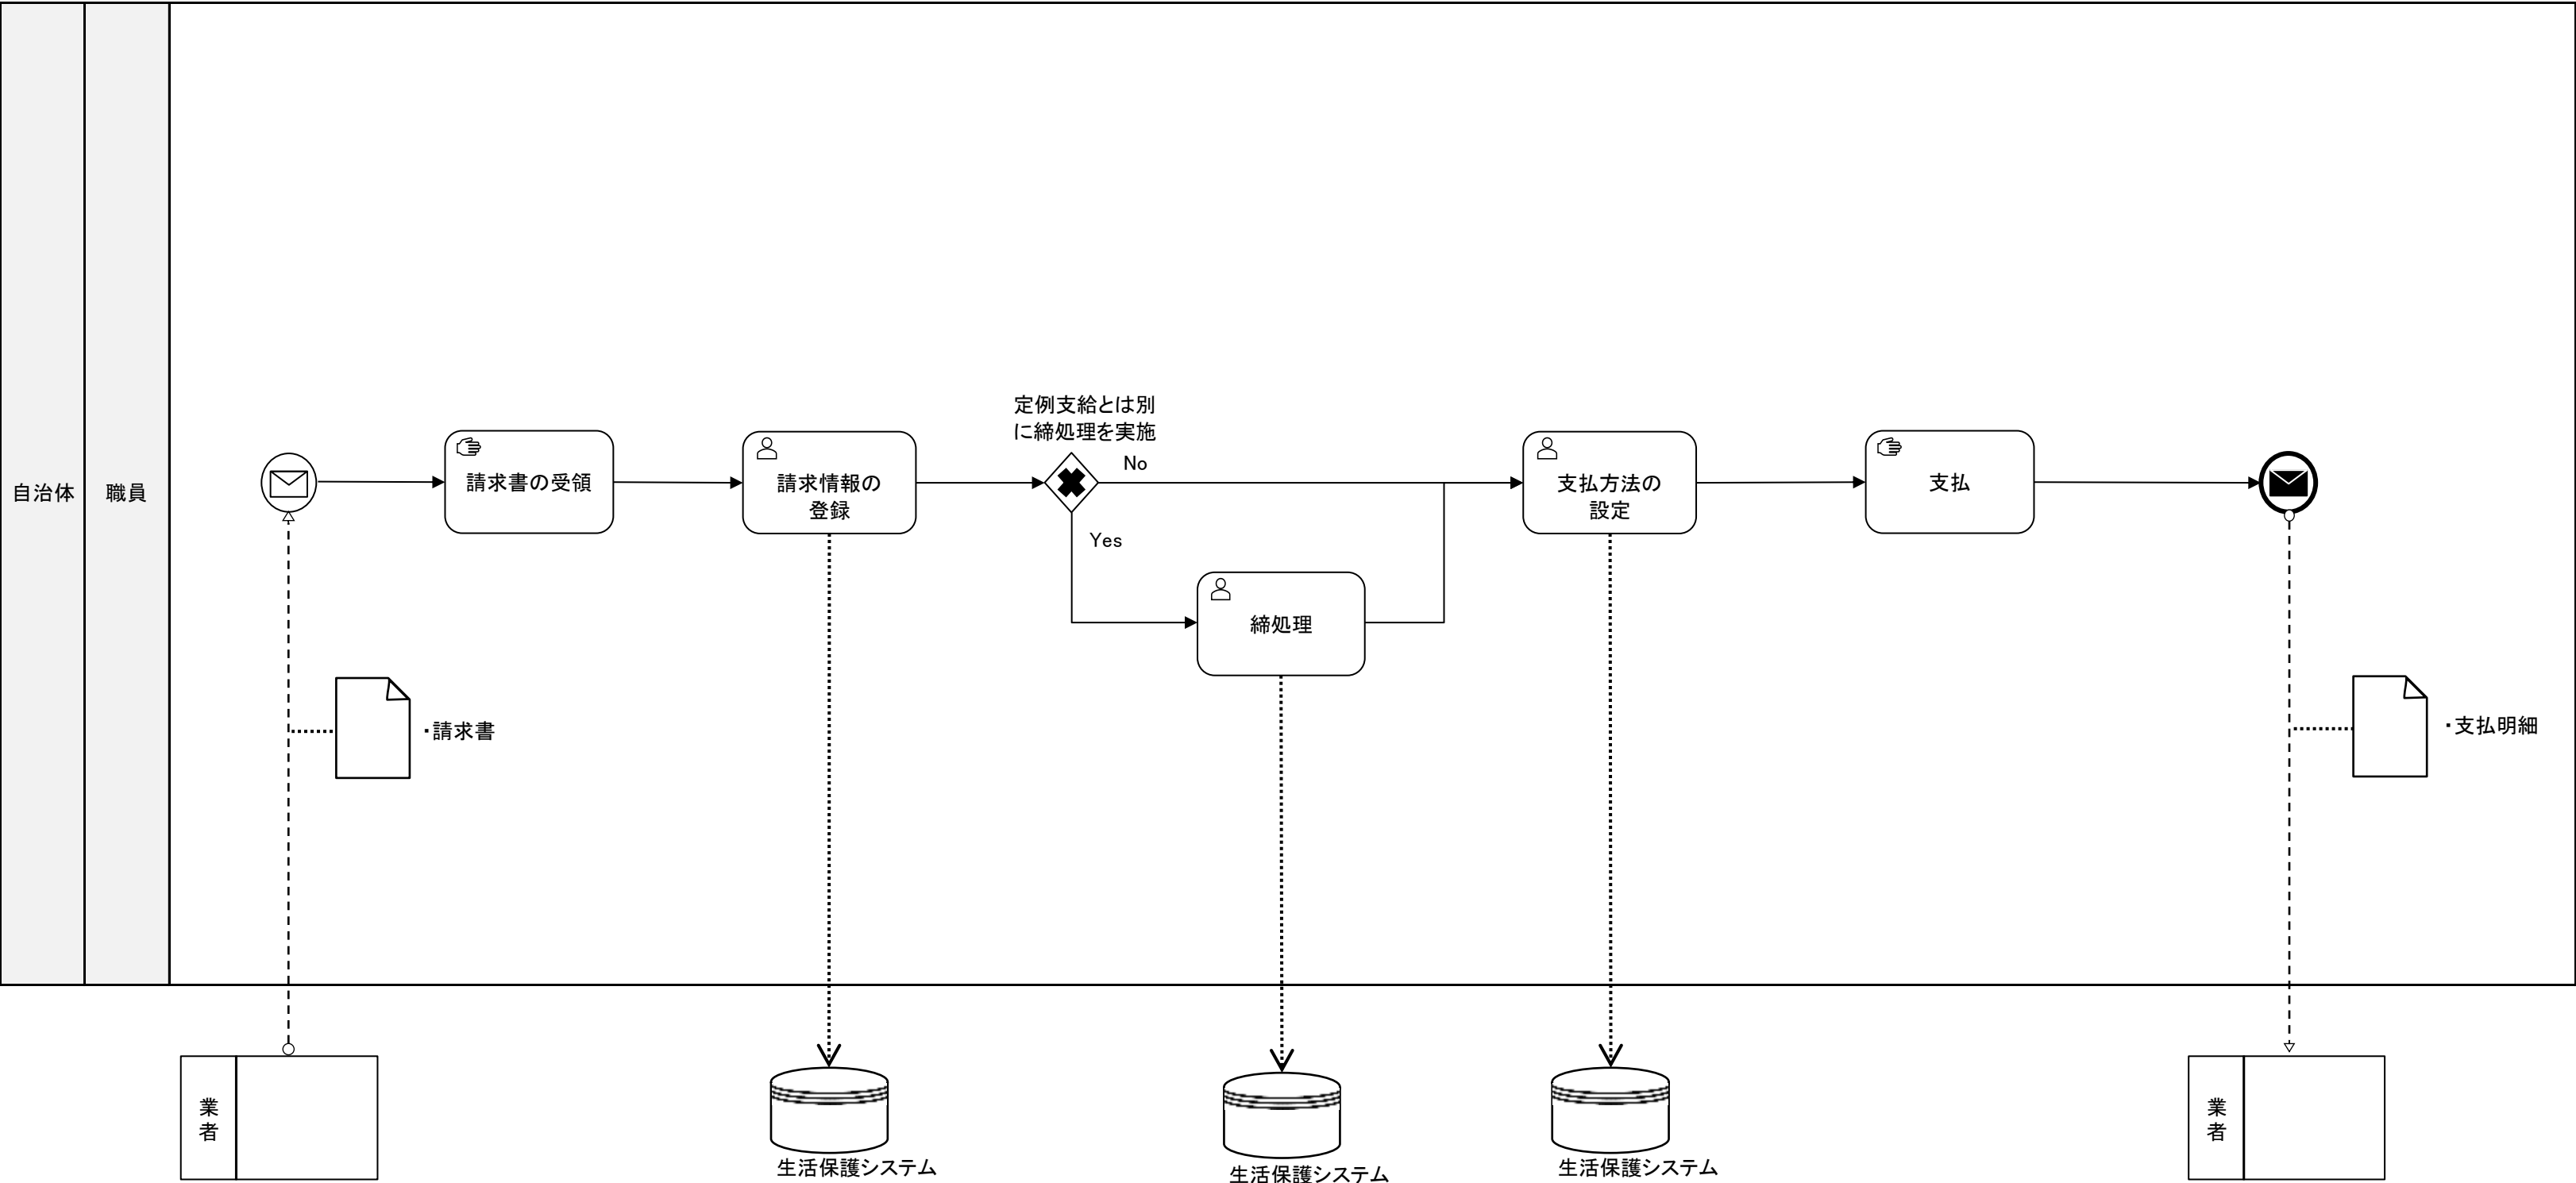 自治体
職員
定例支給とは別
に締処理を実施
No
Yes
請求書の受領
請求情報の
登録
締処理
支払方法の
設定
支払
・請求書
・支払明細
業者
生活保護システム
生活保護システム
生活保護システム
業者